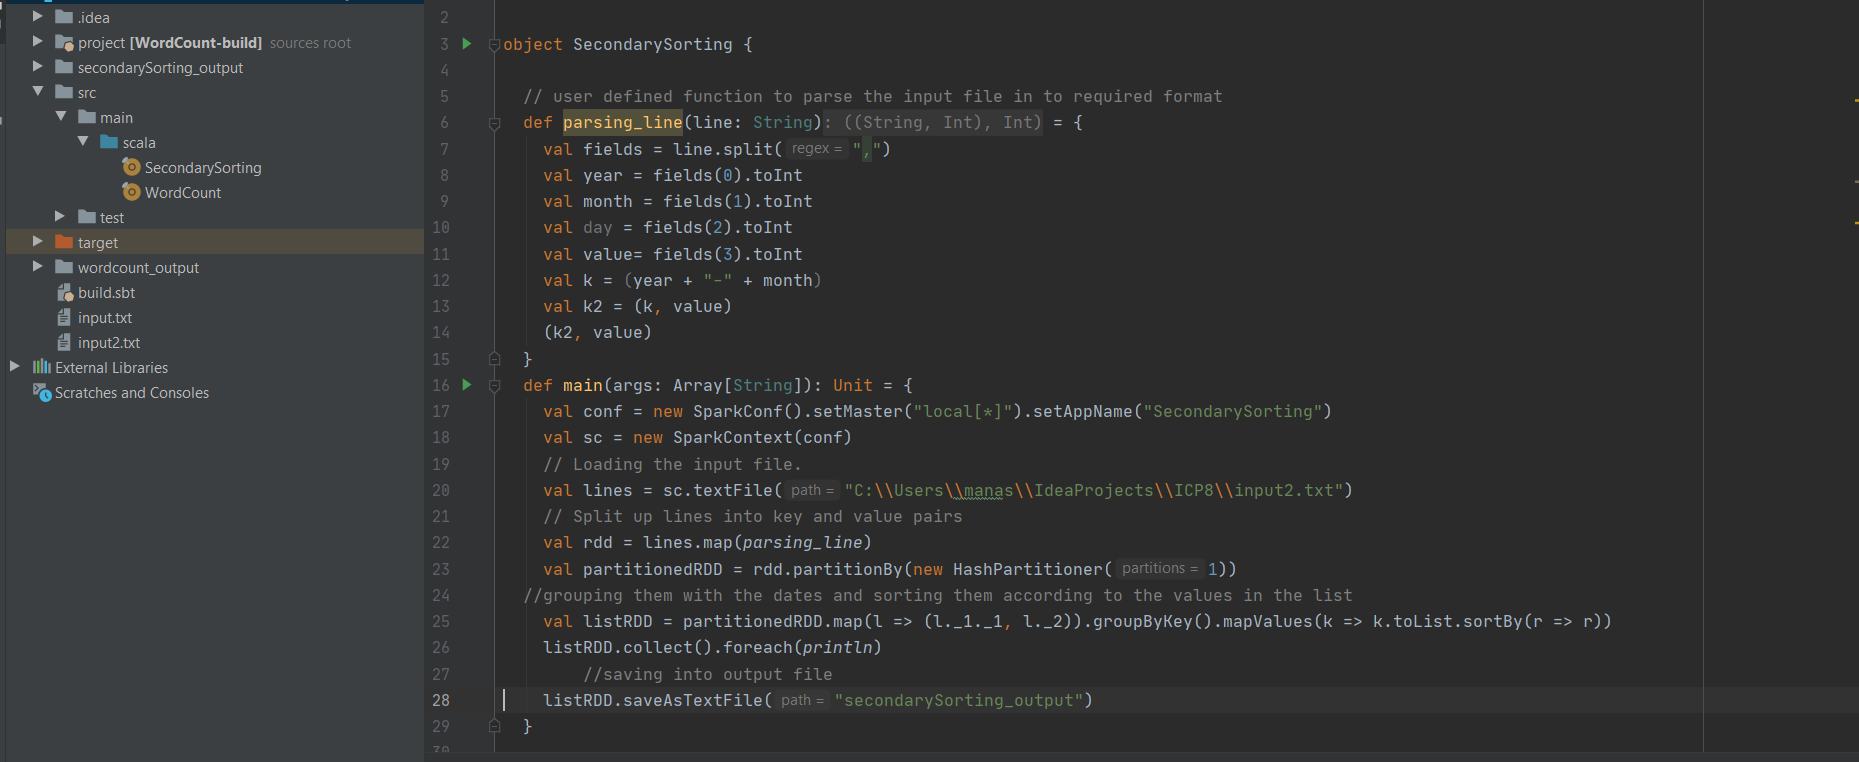 .idea
project [WordCount-build] sources root
secondarySorting_output
src
main
scala
SecondarySorting
WordCount
test
target
wordcount_output
build.sbt
input.txt
input2.txt
External Libraries
Scratches and Consoles
2
3 object SecondarySorting {
4
5 // user defined function to parse the input file in to required format
6 def parsing_line(line: String): ((String, Int), Int) = {
7 val fields = line.split( regex = ",")
8 val year = fields(0).toInt
9 val month = fields(1).toInt
10 val day = fields(2).toInt
11 val value= fields(3).toInt
12 val k = (year + "-" + month)
13 val k2 = (k, value)
14 (k2, value)
15 }
16 def main(args: Array[String]): Unit = {
17 val conf = new SparkConf().setMaster("local[*]").setAppName("SecondarySorting")
18 val sc = new SparkContext(conf)
19 // Loading the input file.
20 val lines = sc.textFile( path = "C:\\Users\\manas\\IdeaProjects\\ICP8\\input2.txt")
21 // Split up lines into key and value pairs
22 val rdd = lines.map(parsing_line)
23 val partitionedRDD = rdd.partitionBy(new HashPartitioner( partitions = 1))
24 //grouping them with the dates and sorting them according to the values in the list
25 val listRDD = partitionedRDD.map(l => (l._1._1, l._2)).groupByKey().mapValues(k => k.toList.sortBy(r => r))
26 listRDD.collect().foreach(println)
27 //saving into output file
28 listRDD.saveAsTextFile( path = "secondarySorting_output")
29 }
30